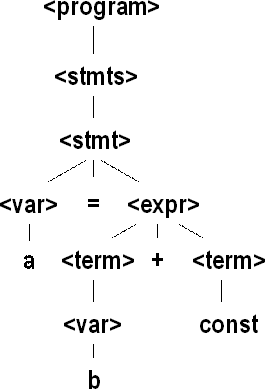 <program>
<stmts>
<stmt>
<var> = <expr>
a <term> + <term>
<var> const
b